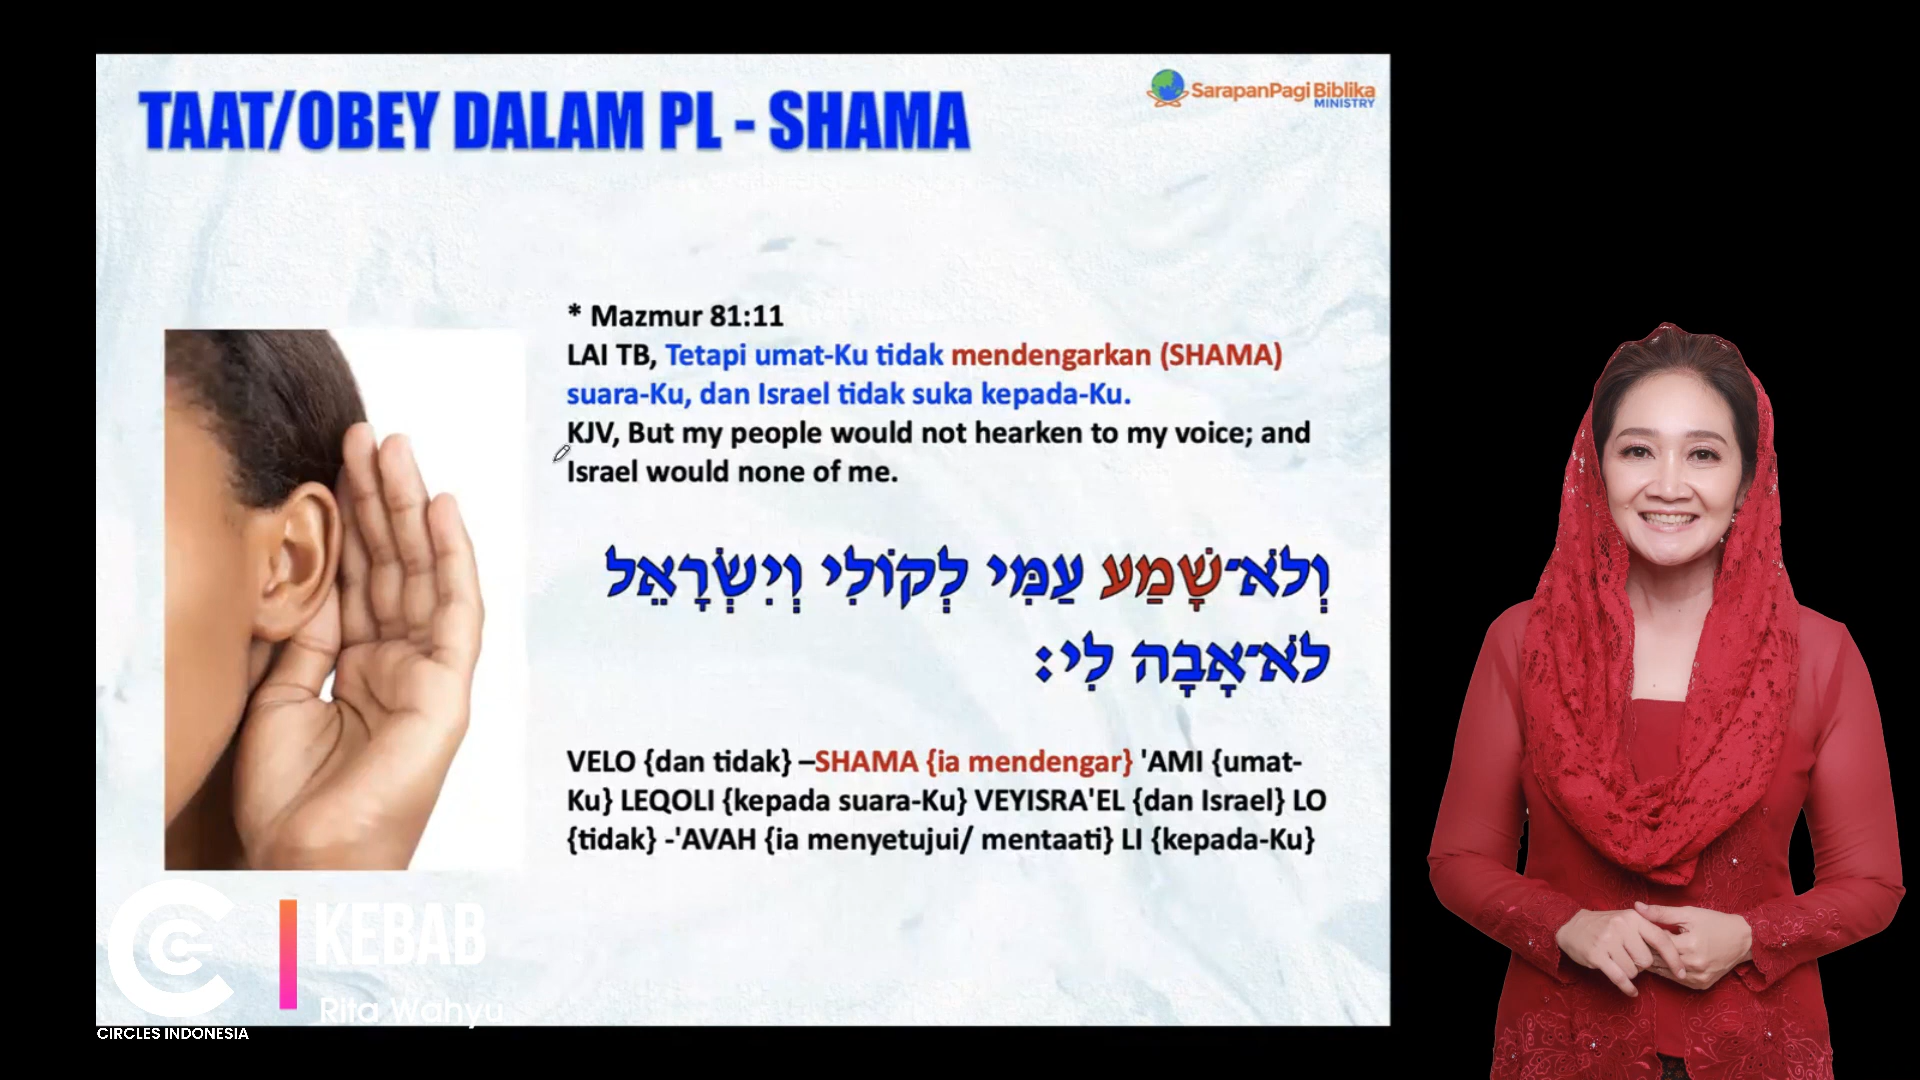 TAAT/OBEY DALAM PL - SHAMA
SarapanPagi Biblika
MINISTRY
* Mazmur 81:11
LAI TB, Tetapi umat-Ku tidak mendengarkan (SHAMA)
suara-Ku, dan Israel tidak suka kepada-Ku.
KJV, But my people would not hearken to my voice; and
Israel would none of me.
וְלֹא־שָׁמַע עַמִּי לְקוֹלִי וְיִשְׂרָאֵל
לֹא־אָבָה לִי׃
VELO {dan tidak} –SHAMA {ia mendengar} 'AMI {umat-
Ku} LEQOLI {kepada suara-Ku} VEYISRA'EL {dan Israel} LO
{tidak} -'AVAH {ia menyetujui/ mentaati} LI {kepada-Ku}
KEBAB
Rita Wahyu
CIRCLES INDONESIA